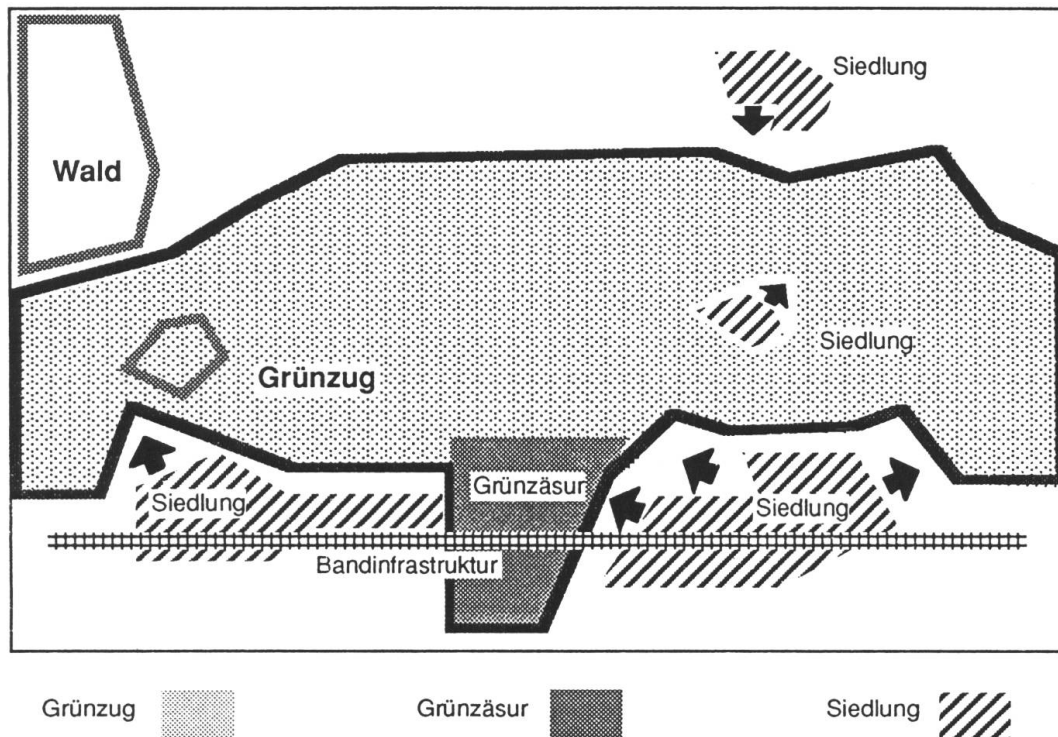 Siedlung
Wald
Siedlung
Grünzug
Grünzäsur
Siedlung
Siedlung
Bandinfrastruktur
Grünzug
Grünzäsur
Siedlung